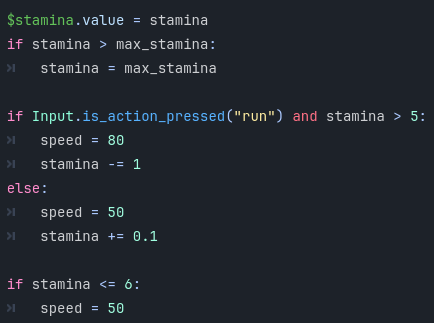 $stamina.value = stamina
if stamina > max_stamina:
    stamina = max_stamina

if Input.is_action_pressed("run") and stamina > 5:
    speed = 80
    stamina -= 1
else:
    speed = 50
    stamina += 0.1

if stamina <= 6:
    speed = 50